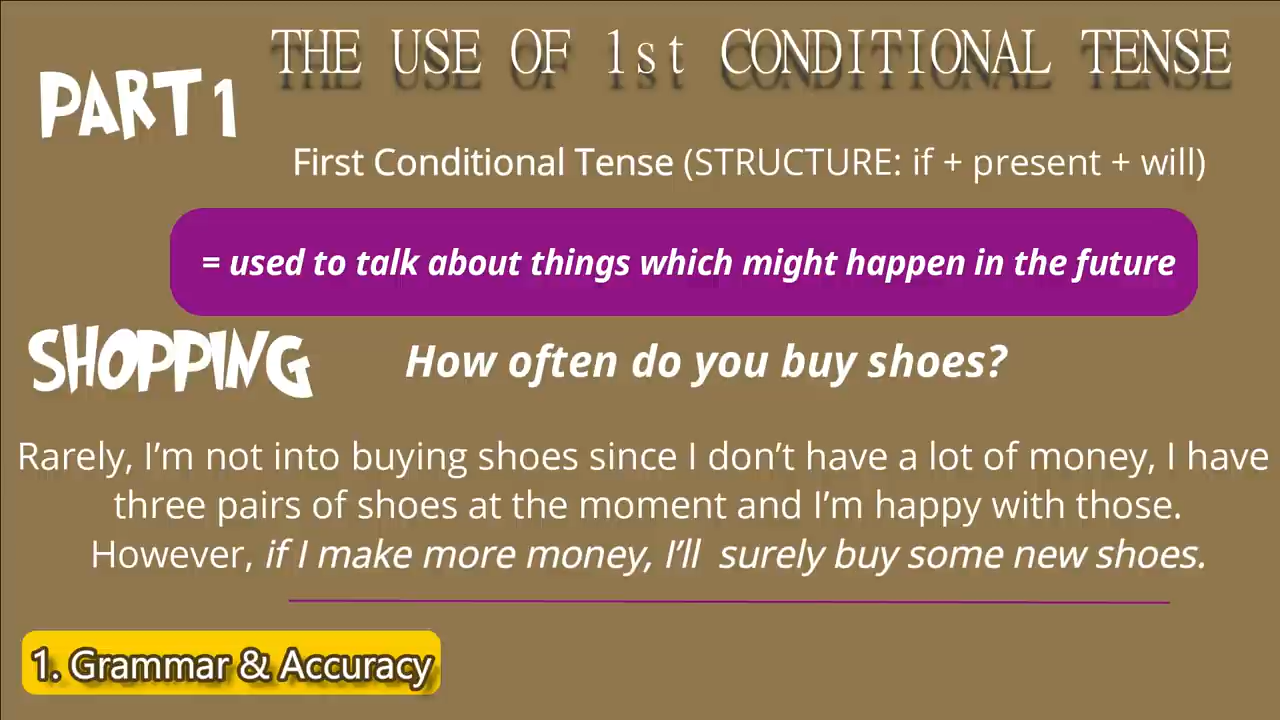 THE USE OF 1st CONDITIONAL TENSE
PART 1
First Conditional Tense (STRUCTURE: if + present + will)
= used to talk about things which might happen in the future
SHOPPING
How often do you buy shoes?
Rarely, I’m not into buying shoes since I don’t have a lot of money, I have
three pairs of shoes at the moment and I’m happy with those.
However, if I make more money, I’ll surely buy some new shoes.
1. Grammar & Accuracy